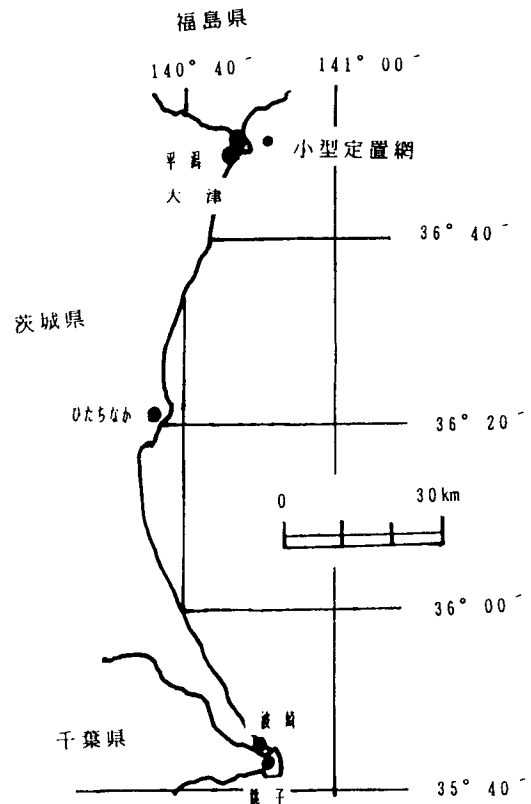 福島県
140° 40′ 141° 00′
小型定置網
平潟
大津
36° 40′
茨城県
ひたちなか
36° 20′
0 30km
36° 00′
波崎
千葉県
銚子
35° 40′